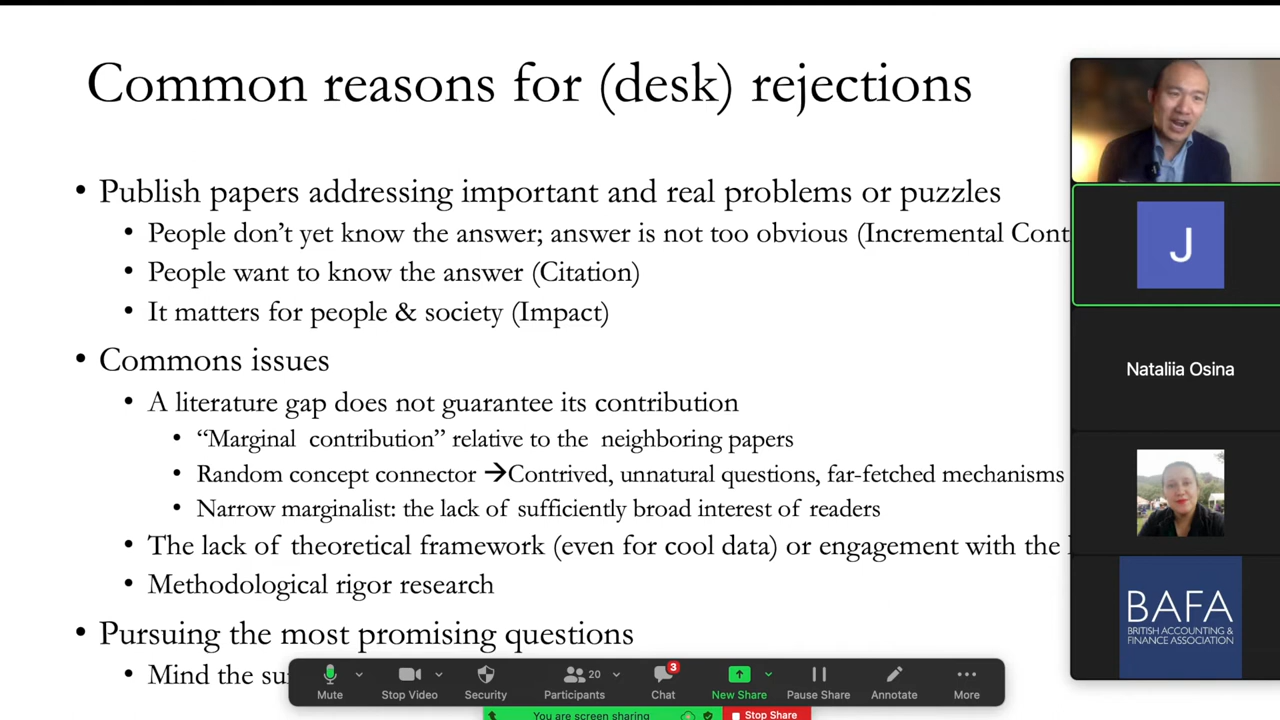 Common reasons for (desk) rejections
• Publish papers addressing important and real problems or puzzles
• People don't yet know the answer; answer is not too obvious (Incremental Cont
• People want to know the answer (Citation)
• It matters for people & society (Impact)
• Commons issues
• A literature gap does not guarantee its contribution
• “Marginal contribution” relative to the neighboring papers
• Random concept connector →Contrived, unnatural questions, far-fetched mechanisms
• Narrow marginalist: the lack of sufficiently broad interest of readers
• The lack of theoretical framework (even for cool data) or engagement with the
• Methodological rigor research
• Pursuing the most promising questions
• Mind the su
J
Nataliia Osina
BAFA
BRITISH ACCOUNTING &
FINANCE ASSOCIATION
20
3
Mute
Stop Video
Security
Participants
Chat
New Share
Pause Share
Annotate
More
You are screen sharing
Stop Share